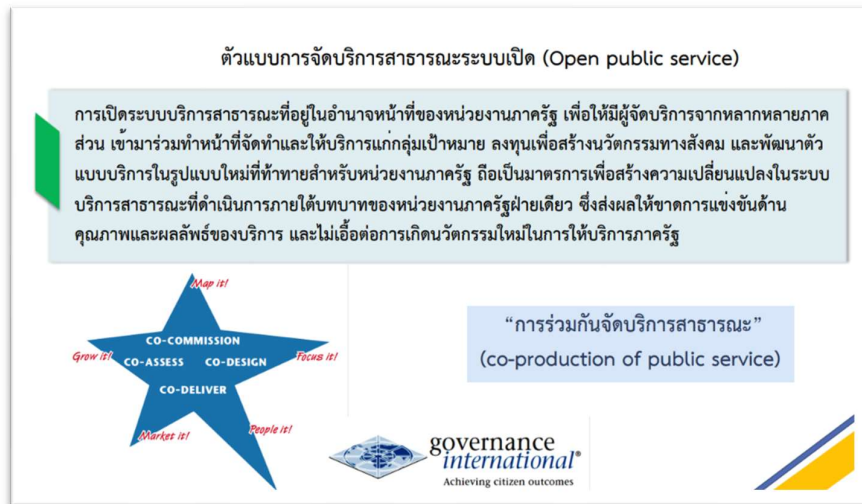 ตัวแบบการจัดบริการสาธารณะระบบเปิด (Open public service)
การเปิดระบบบริการสาธารณะที่อยู่ในอำนาจหน้าที่ของหน่วยงานภาครัฐ เพื่อให้มีผู้จัดบริการจากหลากหลายภาค
ส่วน เข้ามาร่วมทำหน้าที่จัดทำและให้บริการแก่กลุ่มเป้าหมาย ลงทุนเพื่อสร้างนวัตกรรมทางสังคม และพัฒนาตัว
แบบบริการในรูปแบบใหม่ที่ท้าทายสำหรับหน่วยงานภาครัฐ ถือเป็นมาตรการเพื่อสร้างความเปลี่ยนแปลงในระบบ
บริการสาธารณะที่ดำเนินการภายใต้บทบาทของหน่วยงานภาครัฐฝ่ายเดียว ซึ่งส่งผลให้ขาดการแข่งขันด้าน
คุณภาพและผลลัพธ์ของบริการ และไม่เอื้อต่อการเกิดนวัตกรรมใหม่ในการให้บริการภาครัฐ
Map it!
CO-COMMISSION
Grow it! CO-ASSESS CO-DESIGN Focus it!
CO-DELIVER
Market it! People it!
“การร่วมกันจัดบริการสาธารณะ”
(co-production of public service)
governance
international®
Achieving citizen outcomes